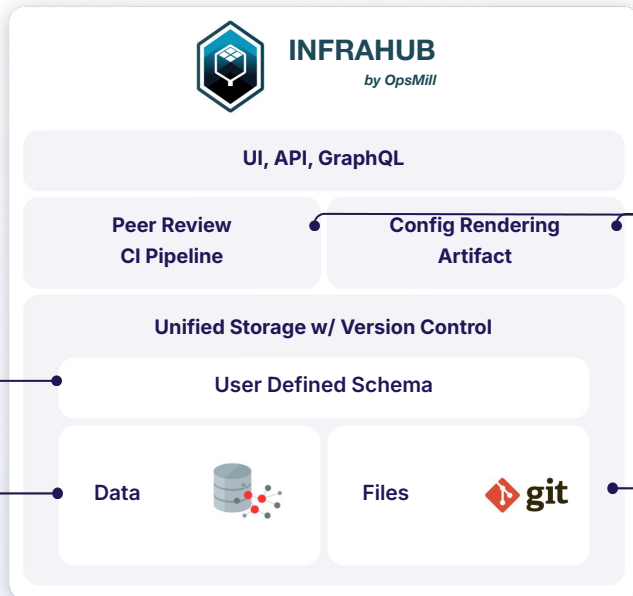 INFRAHUB
by OpsMill
UI, API, GraphQL
Peer Review
CI Pipeline
Config Rendering
Artifact
Unified Storage w/ Version Control
User Defined Schema
Data
Files
git